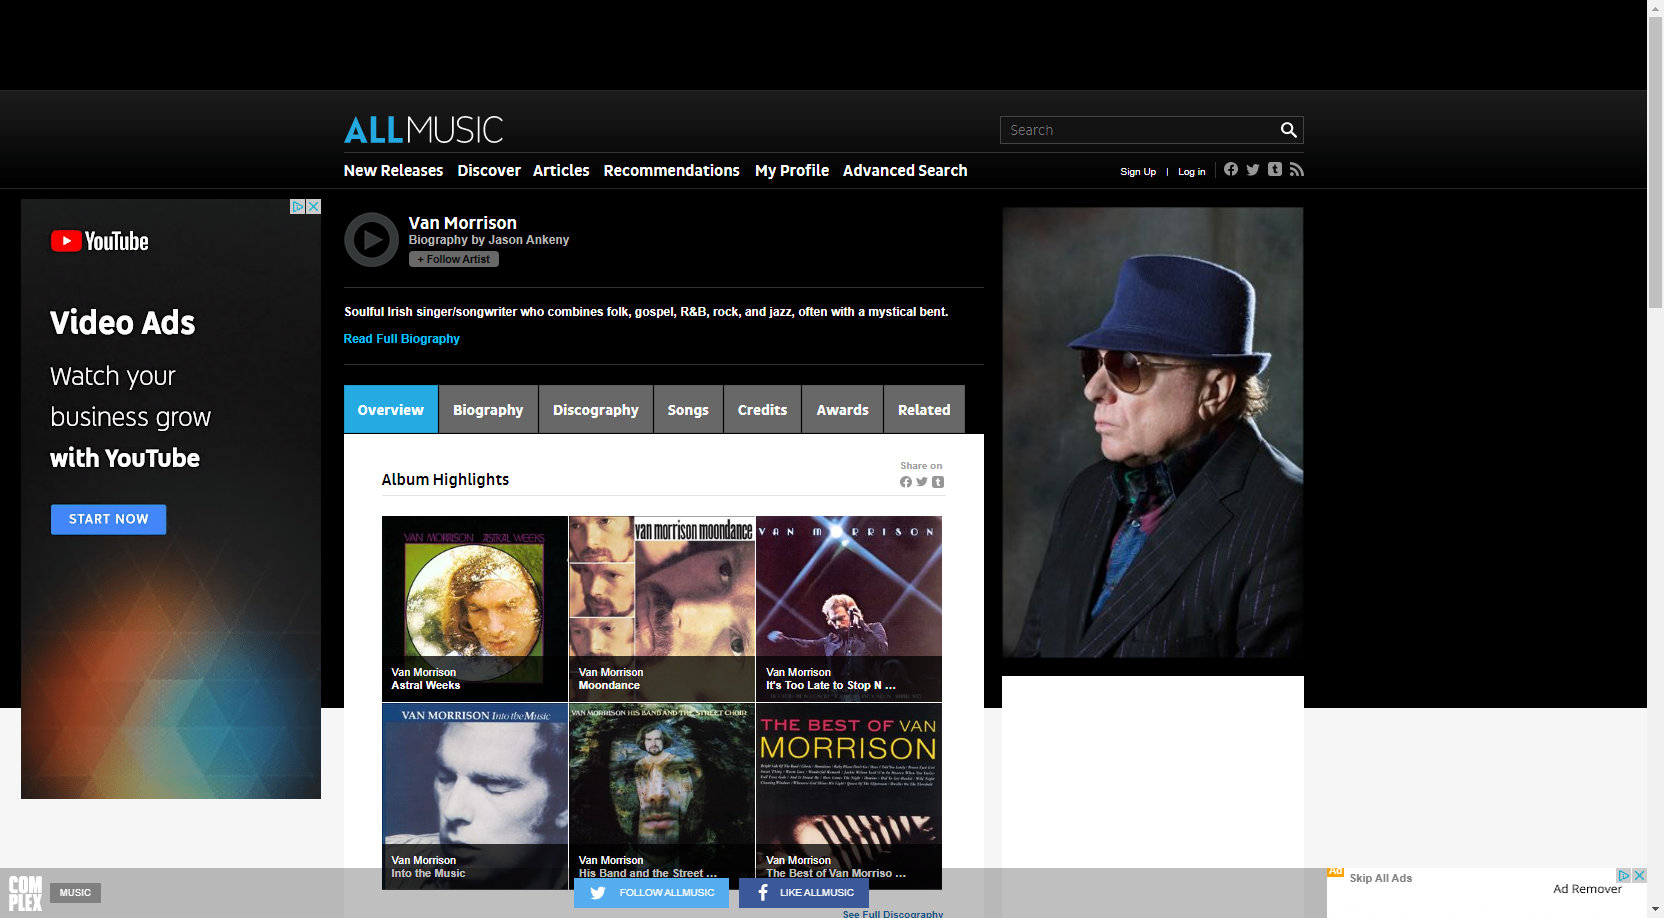 ALLMUSIC
Search
New Releases Discover Articles Recommendations My Profile Advanced Search
Sign Up | Log in
YouTube
Video Ads
Watch your
business grow
with YouTube
START NOW
Van Morrison
Biography by Jason Ankeny
+ Follow Artist
Soulful Irish singer/songwriter who combines folk, gospel, R&B, rock, and jazz, often with a mystical bent.
Read Full Biography
Overview Biography Discography Songs Credits Awards Related
Album Highlights
Share on
VAN MORRISON ASTRAL WEEKS
van morrison moondance
VAN MORRISON
Van Morrison
Astral Weeks
Van Morrison
Moondance
Van Morrison
It's Too Late to Stop N ...
VAN MORRISON Into the Music
VAN MORRISON HIS BAND AND THE STREET CHOIR
THE BEST OF VAN
MORRISON
Van Morrison
Into the Music
Van Morrison
His Band and the Street ...
Van Morrison
The Best of Van Morriso ...
COMPLEX
MUSIC
FOLLOW ALLMUSIC
LIKE ALLMUSIC
See Full Discography
Ad
Skip All Ads
Ad Remover